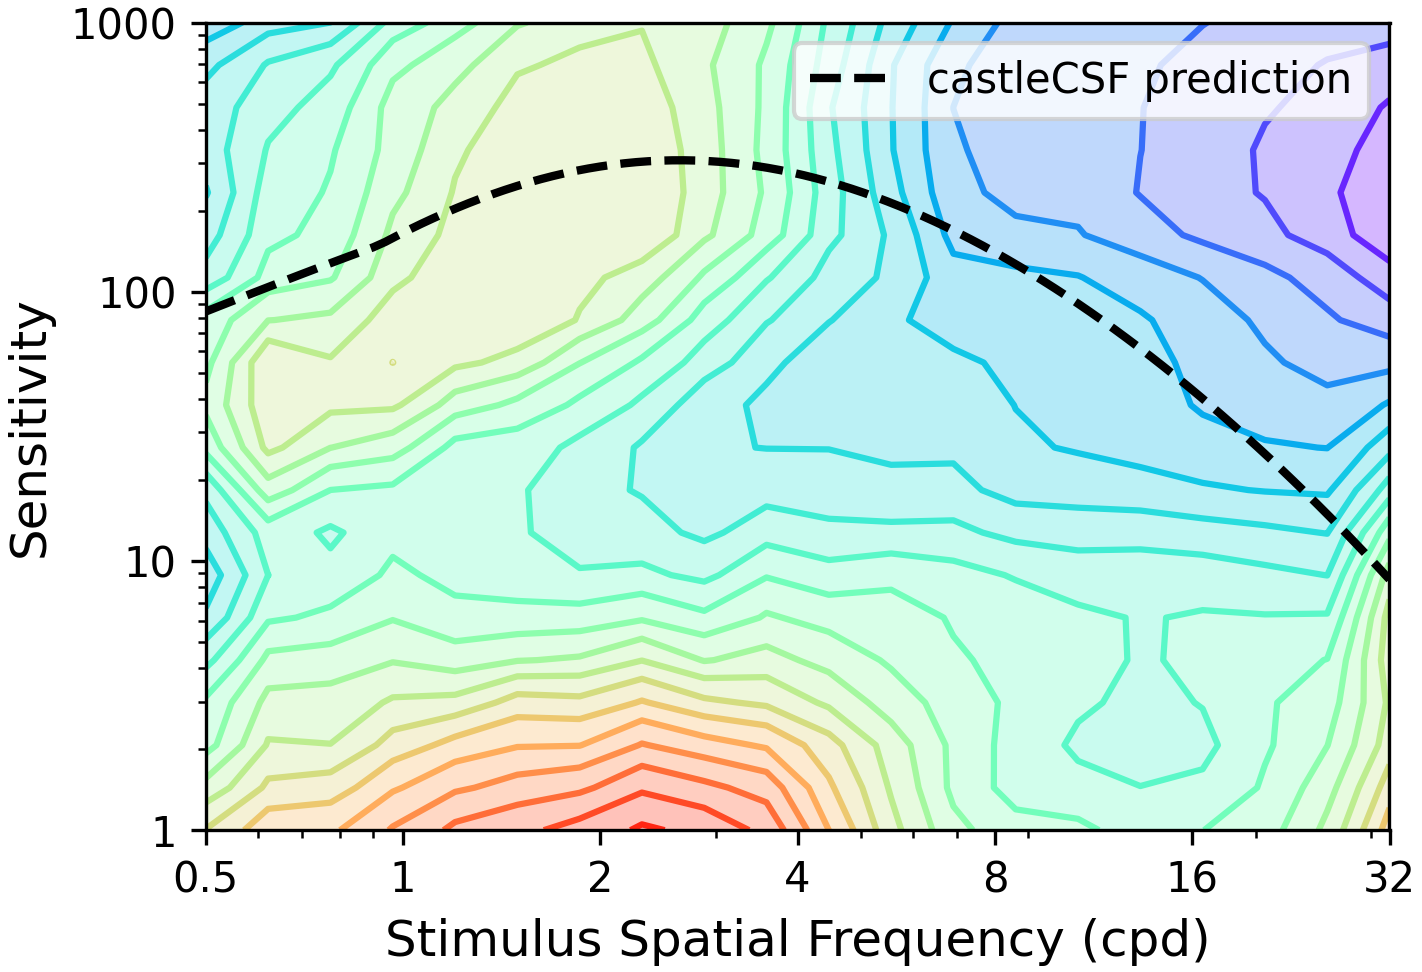 1000
100
10
1
Sensitivity
castleCSF prediction
0.5 1 2 4 8 16 32
Stimulus Spatial Frequency (cpd)